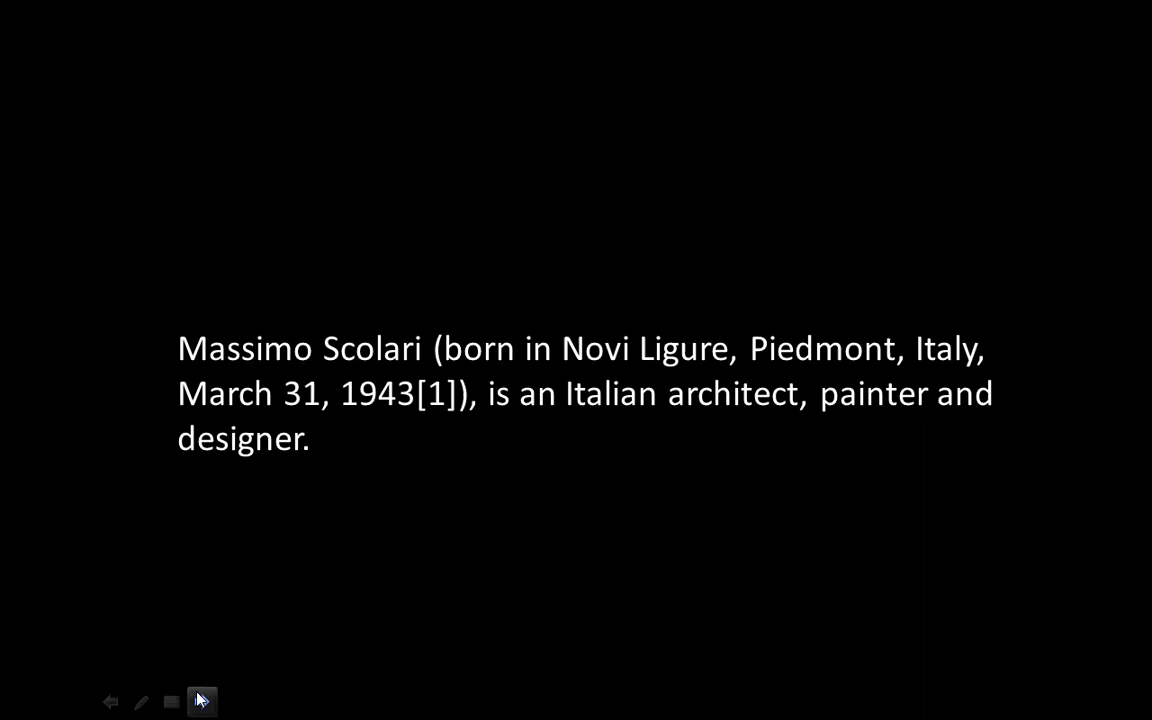 Massimo Scolari (born in Novi Ligure, Piedmont, Italy,
March 31, 1943[1]), is an Italian architect, painter and
designer.